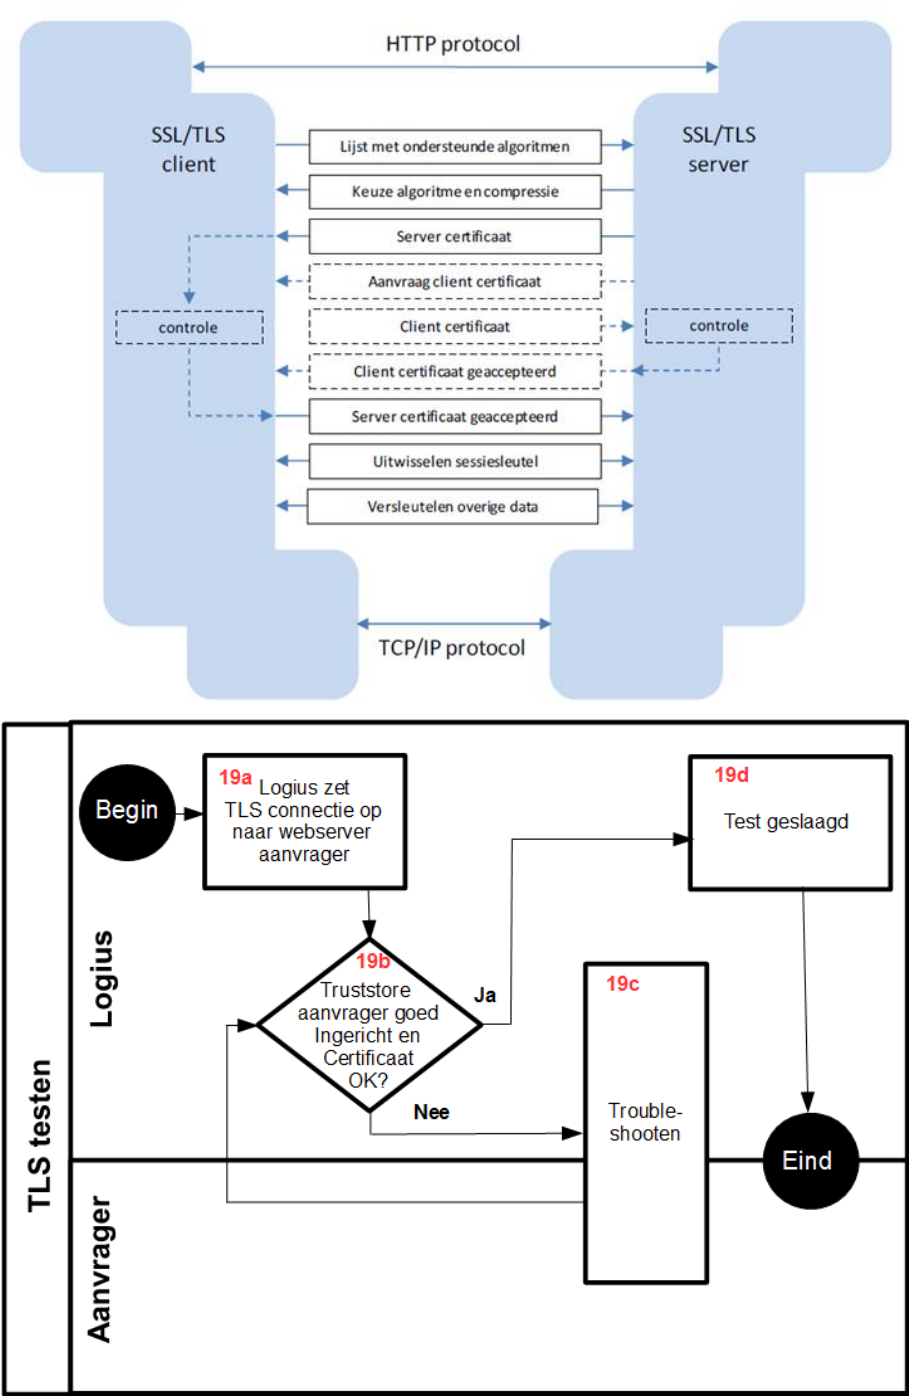 HTTP protocol
SSL/TLS
client
SSL/TLS
server
Lijst met ondersteunde algoritmen
Keuze algoritme en compressie
Server certificaat
Aanvraag client certificaat
Client certificaat
controle
controle
Client certificaat geaccepteerd
Server certificaat geaccepteerd
Uitwisselen sessiesleutel
Versleutelen overige data
TCP/IP protocol
TLS testen
Logius
Aanvrager
Begin
19a
Logius zet
TLS connectie op
naar webserver
aanvrager
19b
Truststore
aanvrager goed
Ingericht en
Certificaat
OK?
Ja
Nee
19c
Trouble-
shooten
19d
Test geslaagd
Eind